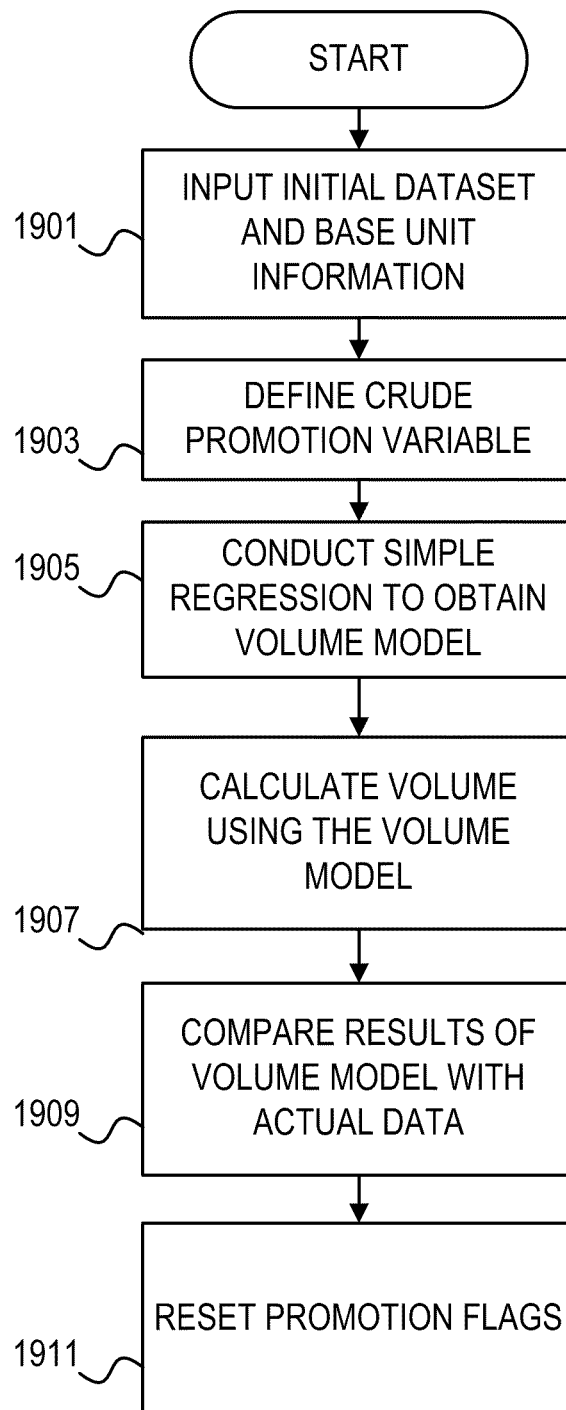 START
1901
INPUT INITIAL DATASET
AND BASE UNIT
INFORMATION
1903
DEFINE CRUDE
PROMOTION VARIABLE
1905
CONDUCT SIMPLE
REGRESSION TO OBTAIN
VOLUME MODEL
1907
CALCULATE VOLUME
USING THE VOLUME
MODEL
1909
COMPARE RESULTS OF
VOLUME MODEL WITH
ACTUAL DATA
1911
RESET PROMOTION FLAGS